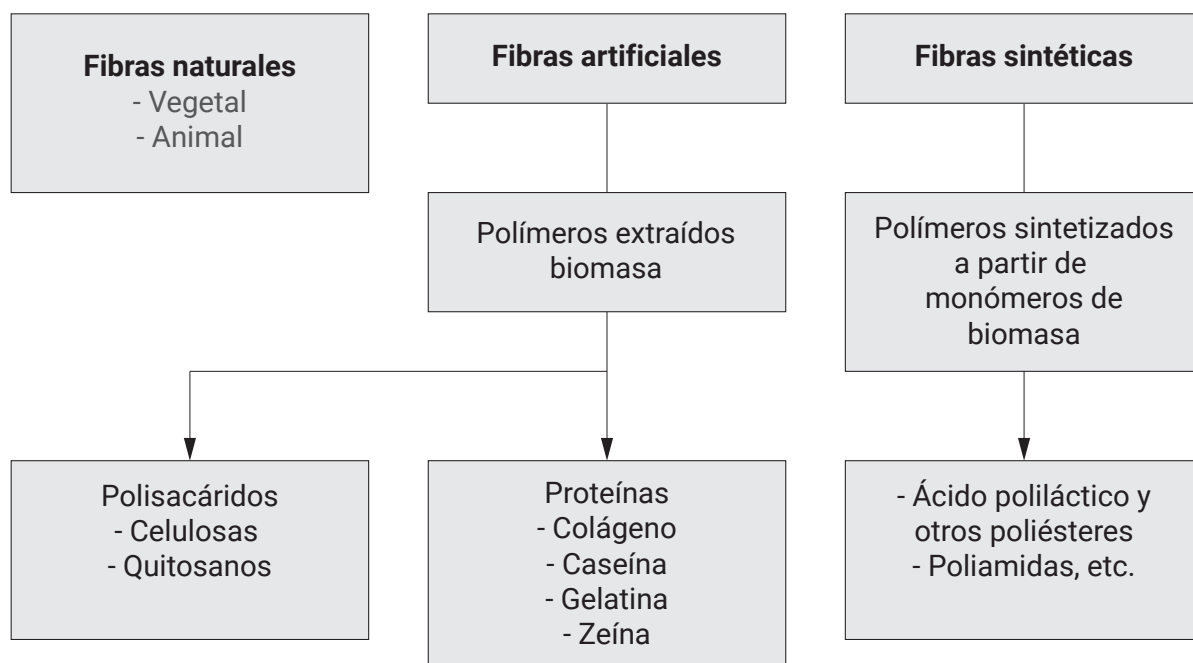 Fibras naturales
- Vegetal
- Animal
Fibras artificiales
Fibras sintéticas
Polímeros extraídos
biomasa
Polímeros sintetizados
a partir de
monómeros de
biomasa
Polisacáridos
- Celulosas
- Quitosanos
Proteínas
- Colágeno
- Caseína
- Gelatina
- Zeína
- Ácido poliláctico y
otros poliésteres
- Poliamidas, etc.